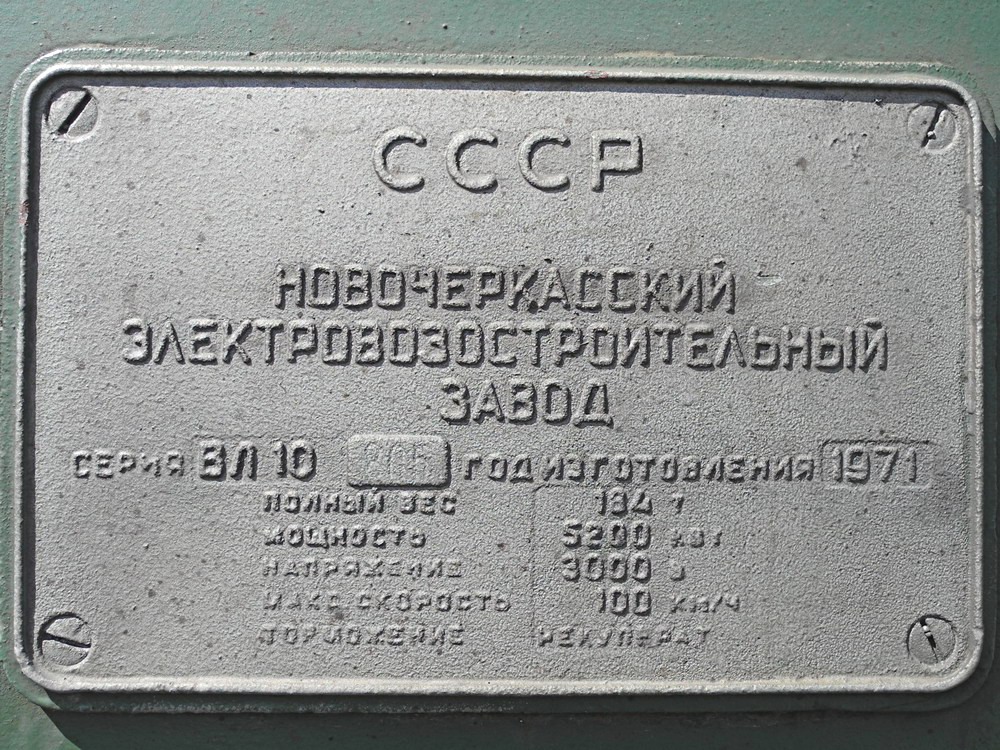 СССР
НОВОЧЕРКАССКИЙ
ЭЛЕКТРОВОЗОСТРОИТЕЛЬНЫЙ
ЗАВОД
СЕРИЯ ВЛ 10 ГОД ИЗГОТОВЛЕНИЯ 1971
ПОЛНЫЙ ВЕС 184 Т
МОЩНОСТЬ 5200 КВТ
НАПРЯЖЕНИЕ 3000 В
МАКС СКОРОСТЬ 100 КМ/Ч
ТОРМОЖЕНИЕ РЕКУПЕРАТ